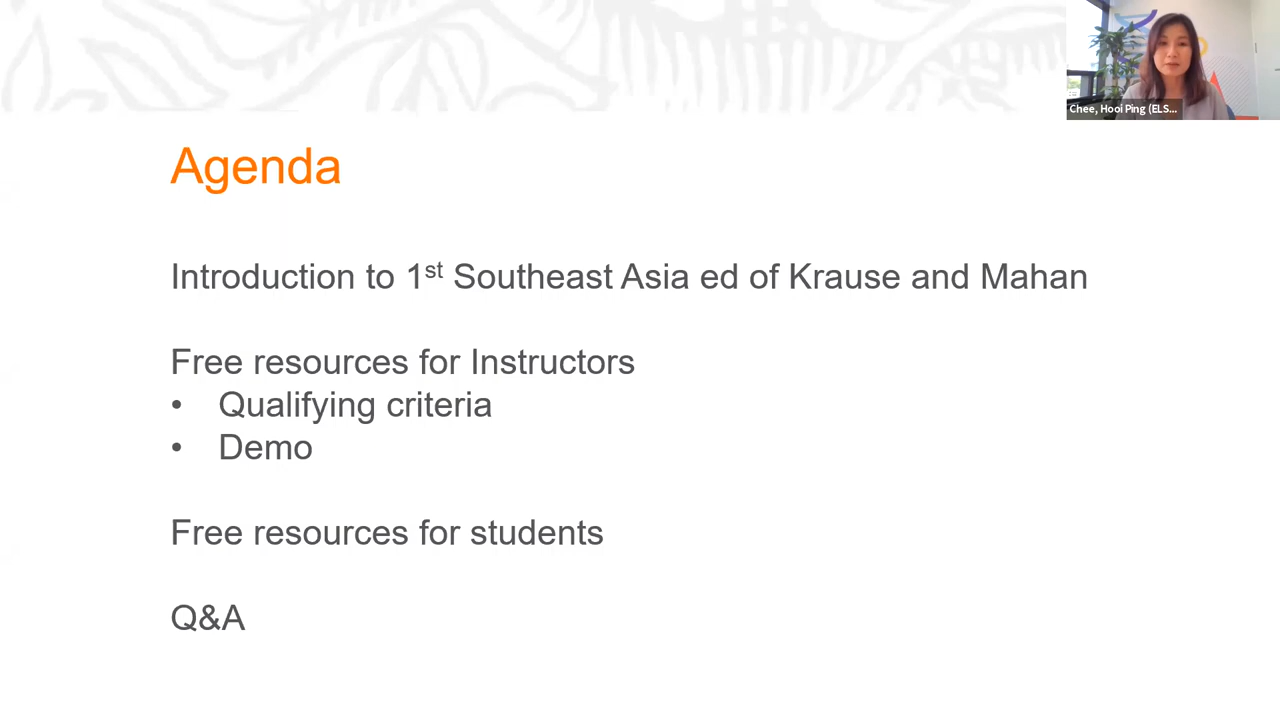 Chee, Hooi Ping (ELS...
Agenda
Introduction to 1st Southeast Asia ed of Krause and Mahan
Free resources for Instructors
• Qualifying criteria
• Demo
Free resources for students
Q&A